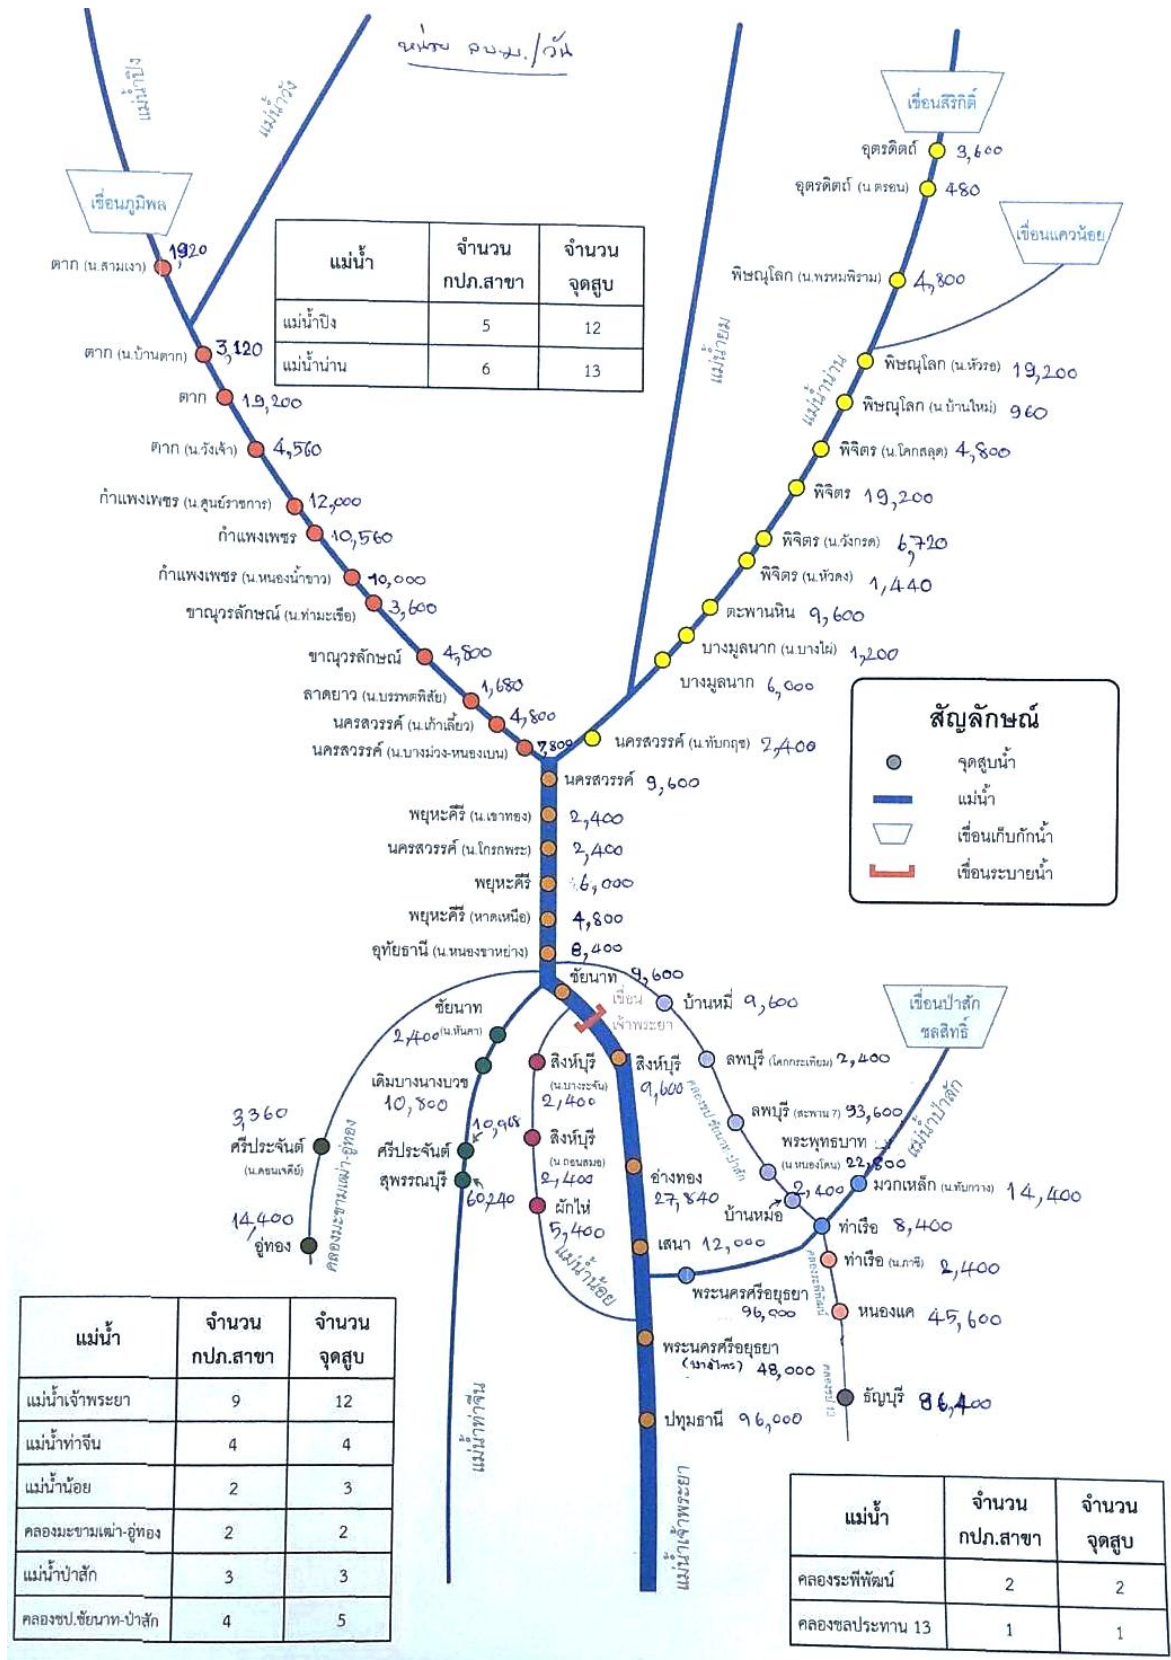 หน่วย ลบ.ม./วัน
แม่น้ำปิง
แม่น้ำวัง
แม่น้ำยม
แม่น้ำน่าน
เขื่อนภูมิพล
เขื่อนสิริกิติ์
เขื่อนแควน้อย
ตาก (น.สามเงา) 1920
ตาก (น.บ้านตาก) 3,120
ตาก 19,200
ตาก (น.วังเจ้า) 4,560
กำแพงเพชร (น.ศูนย์ราชการ) 12,000
กำแพงเพชร 10,560
กำแพงเพชร (น.หนองน้ำขาว) 10,000
ขาณุวรลักษณ์ (น.ท่ามะเขือ) 3,600
ขาณุวรลักษณ์ 4,800
ลาดยาว (น.บรรพตพิสัย) 1,680
นครสวรรค์ (น.เก้าเลี้ยว) 4,800
นครสวรรค์ (น.บางม่วง-หนองเบน) 7,800
แม่น้ำ จำนวน กปภ.สาขา จำนวน จุดสูบ
แม่น้ำปิง 5 12
แม่น้ำน่าน 6 13
อุตรดิตถ์ 3,600
อุตรดิตถ์ (น ตรอน) 480
พิษณุโลก (น.พรหมพิราม) 4,800
พิษณุโลก (น.หัวรอ) 19,200
พิษณุโลก (น.บ้านใหม่) 960
พิจิตร (น.โคกสลุด) 4,800
พิจิตร 19,200
พิจิตร (น.วังกรด) 6,720
พิจิตร (น.หัวดง) 1,440
ตะพานหิน 9,600
บางมูลนาก (น.บางไผ่) 1,200
บางมูลนาก 6,000
นครสวรรค์ (น.ทับกฤช) 2,400
นครสวรรค์ 9,600
พยุหะคีรี (น.เขาทอง) 2,400
นครสวรรค์ (น.โกรกพระ) 2,400
พยุหะคีรี 6,000
พยุหะคีรี (หาดเหนือ) 4,800
อุทัยธานี (น.หนองขาหย่าง) 8,400
สัญลักษณ์
จุดสูบน้ำ
แม่น้ำ
เขื่อนเก็บกักน้ำ
เขื่อนระบายน้ำ
ชัยนาท 9,600
เขื่อน
เจ้าพระยา
สิงห์บุรี
9,600
อ่างทอง
27,840
เสนา 12,000
พระนครศรีอยุธยา
(บางไทร) 48,000
ปทุมธานี 96,000
แม่น้ำเจ้าพระยา
ชัยนาท
2,400 (น.หันคา)
เดิมบางนางบวช
10,800
ศรีประจันต์ 10,968
สุพรรณบุรี 60,240
แม่น้ำท่าจีน
3,360
ศรีประจันต์
(น.ดอนเจดีย์)
14,400
อู่ทอง
คลองมะขามเฒ่า-อู่ทอง
สิงห์บุรี
(น.บางระจัน)
2,400
สิงห์บุรี
(น.ถอนสมอ)
2,400
ผักไห่
5,400
แม่น้ำน้อย
บ้านหมี่ 9,600
ลพบุรี (โคกกระเทียม) 2,400
ลพบุรี (สะพาน 7) 93,600
พระพุทธบาท
(น.หนองโดน) 22,800
บ้านหมอ 2,400
คลองชป.ชัยนาท-ป่าสัก
เขื่อนป่าสัก
ชลสิทธิ์
แม่น้ำป่าสัก
มวกเหล็ก (น.ทับกวาง) 14,400
ท่าเรือ 8,400
พระนครศรีอยุธยา
96,000
ท่าเรือ (น.ภาชี) 2,400
หนองแค 45,600
คลองระพีพัฒน์
คลองชป 13
ธัญบุรี 86,400
แม่น้ำ จำนวน กปภ.สาขา จำนวน จุดสูบ
แม่น้ำเจ้าพระยา 9 12
แม่น้ำท่าจีน 4 4
แม่น้ำน้อย 2 3
คลองมะขามเฒ่า-อู่ทอง 2 2
แม่น้ำป่าสัก 3 3
คลองชป.ชัยนาท-ป่าสัก 4 5
แม่น้ำ จำนวน กปภ.สาขา จำนวน จุดสูบ
คลองระพีพัฒน์ 2 2
คลองชลประทาน 13 1 1